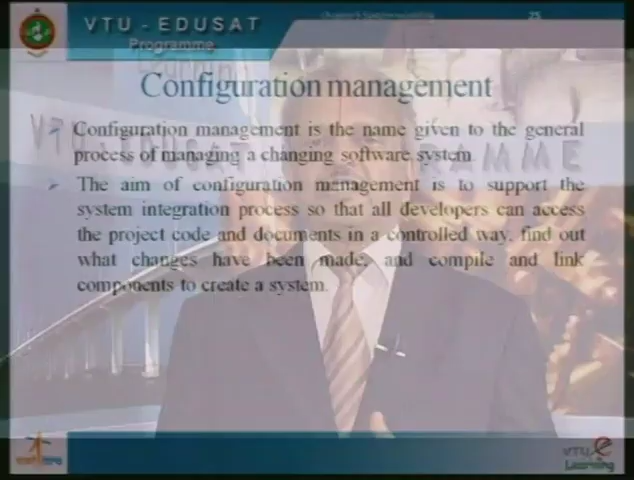 VTU - EDUSAT
Programme
25
Configuration management
Configuration management is the name given to the general
process of managing a changing software system.
The aim of configuration management is to support the
system integration process so that all developers can access
the project code and documents in a controlled way, find out
what changes have been made, and compile and link
components to create a system.
VTU e
Learning